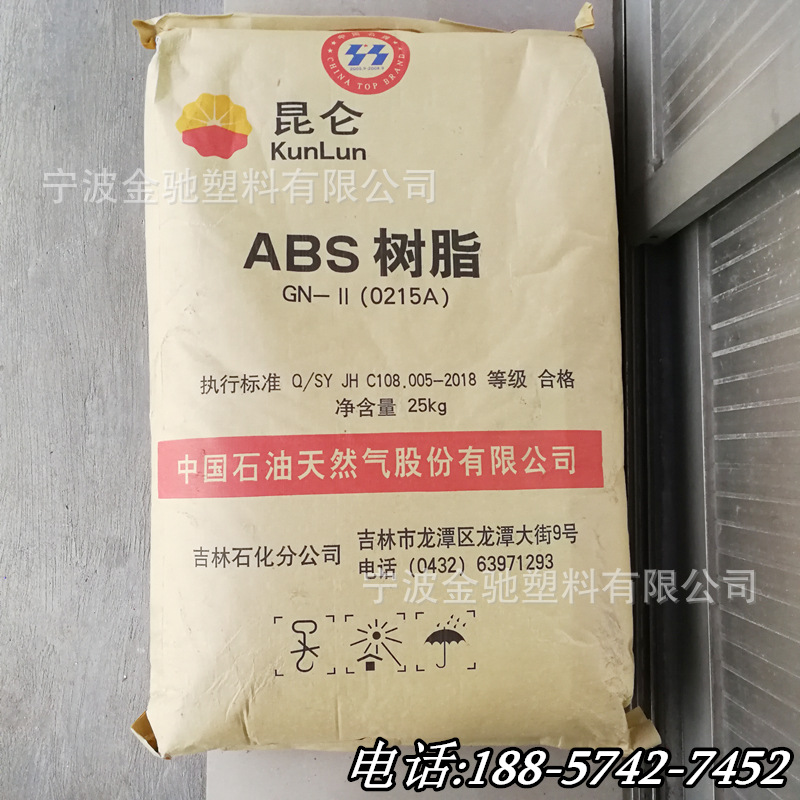 CHINA TOP BRAND
昆仑
KunLun
宁波金驰塑料有限公司
ABS 树脂
GN-Ⅱ(0215A)
执行标准 Q/SY JH C108.005-2018 等级 合格
净含量 25kg
中国石油天然气股份有限公司
吉林石化分公司
吉林市龙潭区龙潭大街9号
电话 (0432) 63971293
宁波金驰塑料有限公司
电话:188-5742-7452